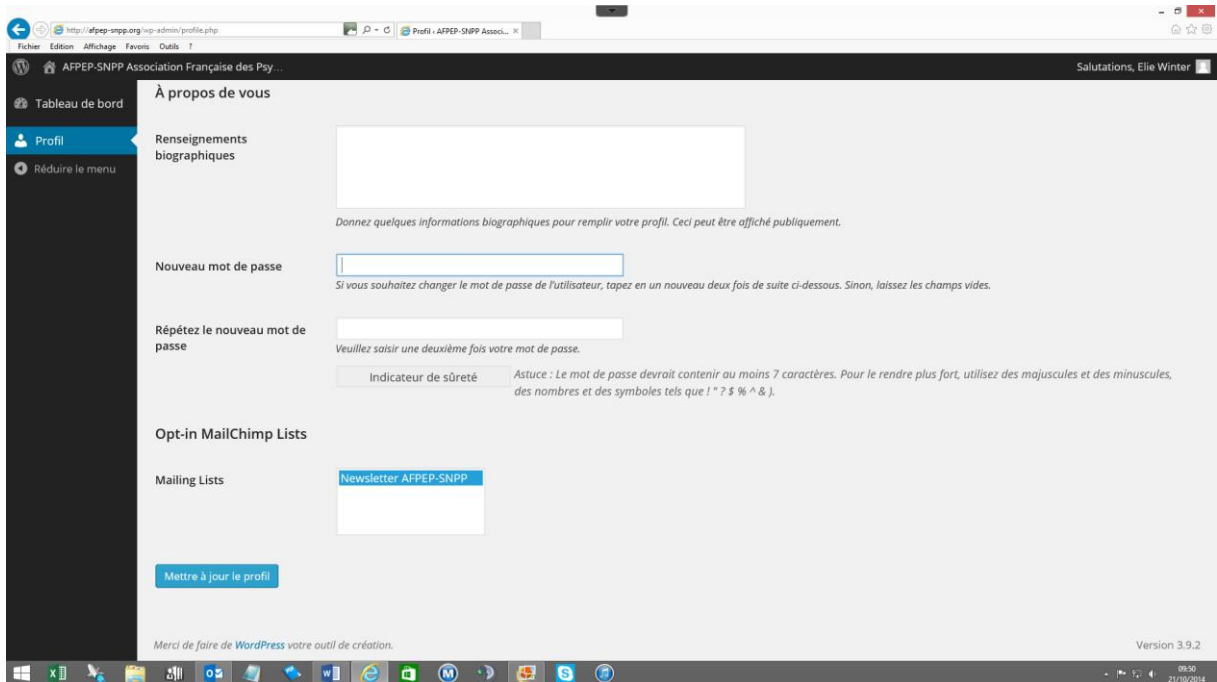 http://afpep-snpp.org/wp-admin/profile.php
Profil ‹ AFPEP-SNPP Associ...
Fichier Edition Affichage Favoris Outils ?
AFPEP-SNPP Association Française des Psy...
Salutations, Elie Winter
Tableau de bord
Profil
Réduire le menu
À propos de vous
Renseignements
biographiques
Donnez quelques informations biographiques pour remplir votre profil. Ceci peut être affiché publiquement.
Nouveau mot de passe
Si vous souhaitez changer le mot de passe de l'utilisateur, tapez en un nouveau deux fois de suite ci-dessous. Sinon, laissez les champs vides.
Répétez le nouveau mot de
passe
Veuillez saisir une deuxième fois votre mot de passe.
Indicateur de sûreté
Astuce : Le mot de passe devrait contenir au moins 7 caractères. Pour le rendre plus fort, utilisez des majuscules et des minuscules,
des nombres et des symboles tels que ! " ? $ % ^ & ).
Opt-in MailChimp Lists
Mailing Lists
Newsletter AFPEP-SNPP
Mettre à jour le profil
Merci de faire de WordPress votre outil de création.
Version 3.9.2
09:50
21/10/2014